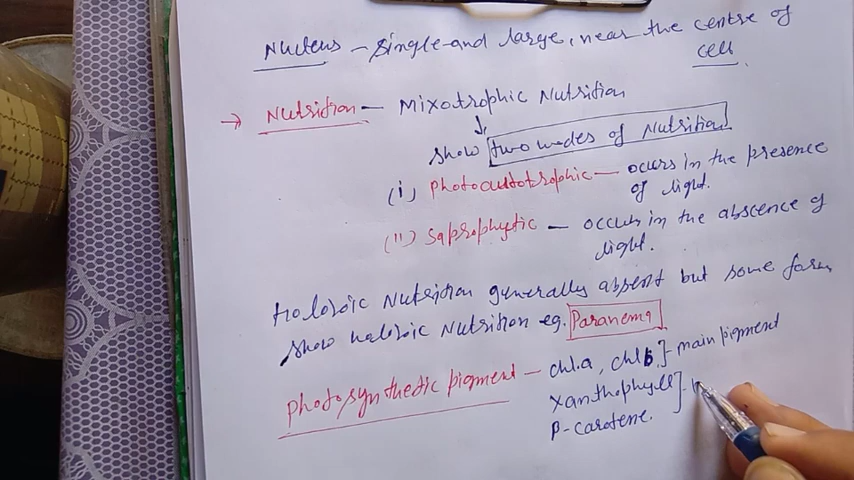 Nucleus - single and large, near the centre of
cell.
→ Nutrition - Mixotrophic Nutrition
↓
show two modes of Nutrition
(i) Photoautotrophic - occurs in the presence
of light.
(ii) Saprophytic - occurs in the abscence of
light.
Holozoic Nutrition generally absent but some form
show holozoic Nutrition eg. Paranema
Photosynthetic pigment - chl.a, chl b ] - main pigment
Xanthophyll ] -
β-carotene.